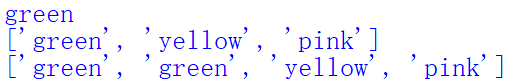 green
['green', 'yellow', 'pink']
['green', 'green', 'yellow', 'pink']